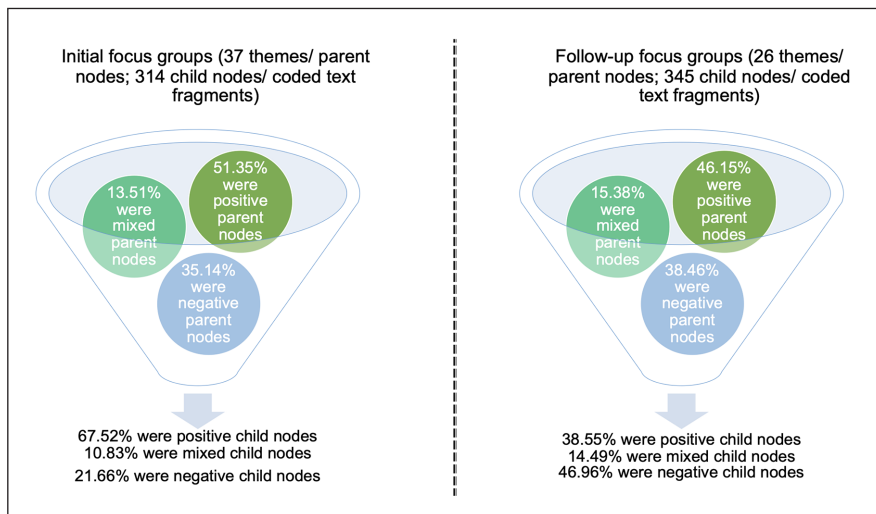 Initial focus groups (37 themes/ parent
nodes; 314 child nodes/ coded text
fragments)
51.35%
were
positive
parent
nodes
13.51%
were
mixed
parent
nodes
35.14%
were
negative
parent
nodes
67.52% were positive child nodes
10.83% were mixed child nodes
21.66% were negative child nodes
Follow-up focus groups (26 themes/
parent nodes; 345 child nodes/ coded
text fragments)
46.15%
were
positive
parent
nodes
15.38%
were
mixed
parent
nodes
38.46%
were
negative
parent
nodes
38.55% were positive child nodes
14.49% were mixed child nodes
46.96% were negative child nodes